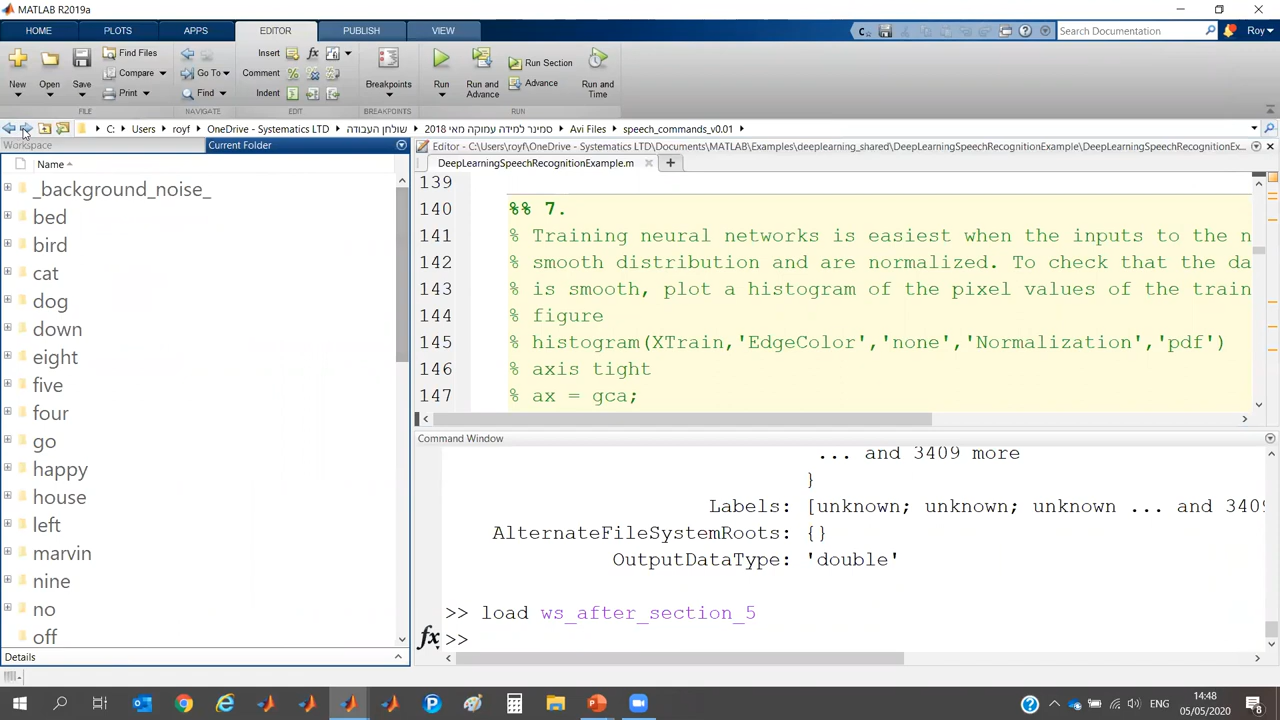 MATLAB R2019a
HOME PLOTS APPS EDITOR PUBLISH VIEW Search Documentation Roy
New Open Save Find Files Compare Print Go To Find Insert Comment Indent Breakpoints Run Run and Advance Run Section Advance Run and Time
FILE NAVIGATE EDIT BREAKPOINTS RUN
C: Users royf OneDrive - Systematics LTD שולחן העבודה סמינר למידה עמוקה מאי 2018 Avi Files speech_commands_v0.01
Workspace Current Folder
Name
_background_noise_
bed
bird
cat
dog
down
eight
five
four
go
happy
house
left
marvin
nine
no
off
Details
Editor - C:\Users\royf\OneDrive - Systematics LTD\Documents\MATLAB\Examples\deeplearning_shared\DeepLearningSpeechRecognitionExample\DeepLearningSpeechRecognitionEx...
DeepLearningSpeechRecognitionExample.m
139
140 %% 7.
141 % Training neural networks is easiest when the inputs to the n
142 % smooth distribution and are normalized. To check that the da
143 % is smooth, plot a histogram of the pixel values of the train
144 % figure
145 % histogram(XTrain,'EdgeColor','none','Normalization','pdf')
146 % axis tight
147 % ax = gca;
Command Window
... and 3409 more
}
Labels: [unknown; unknown; unknown ... and 3409
AlternateFileSystemRoots: {}
OutputDataType: 'double'
>> load ws_after_section_5
fx >>
ENG
14:48
05/05/2020
8